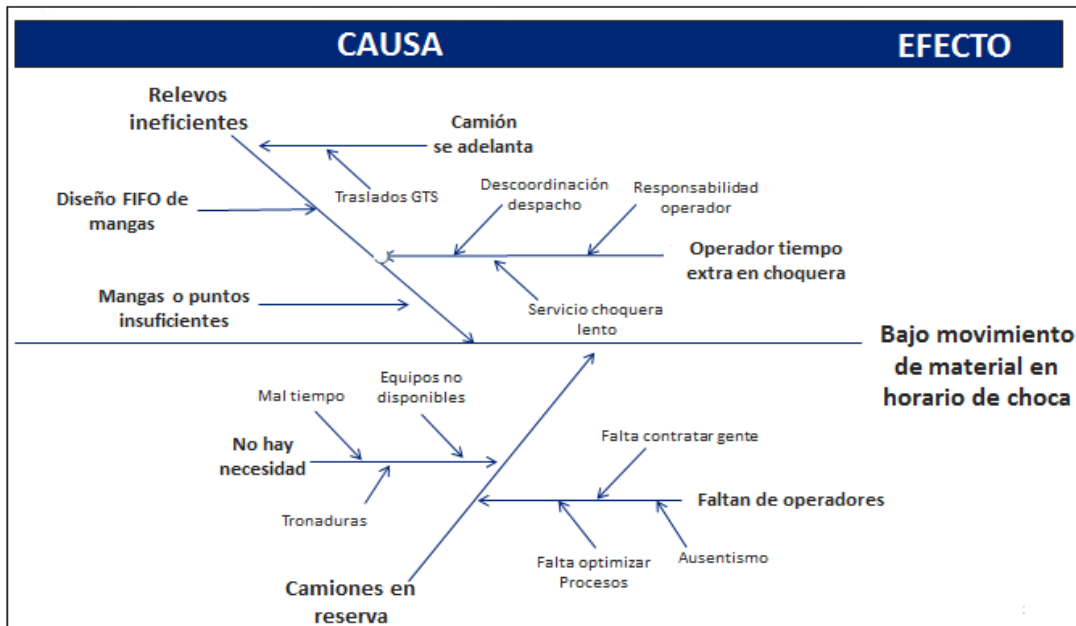 CAUSA
EFECTO
Relevos
ineficientes
Camión
se adelanta
Traslados GTS
Diseño FIFO de
mangas
Descoordinación
despacho
Responsabilidad
operador
Operador tiempo
extra en choquera
Servicio choquera
lento
Mangas o puntos
insuficientes
Bajo movimiento
de material en
horario de choca
Mal tiempo
Equipos no
disponibles
No hay
necesidad
Tronaduras
Falta contratar gente
Faltan de operadores
Falta optimizar
Procesos
Ausentismo
Camiones en
reserva